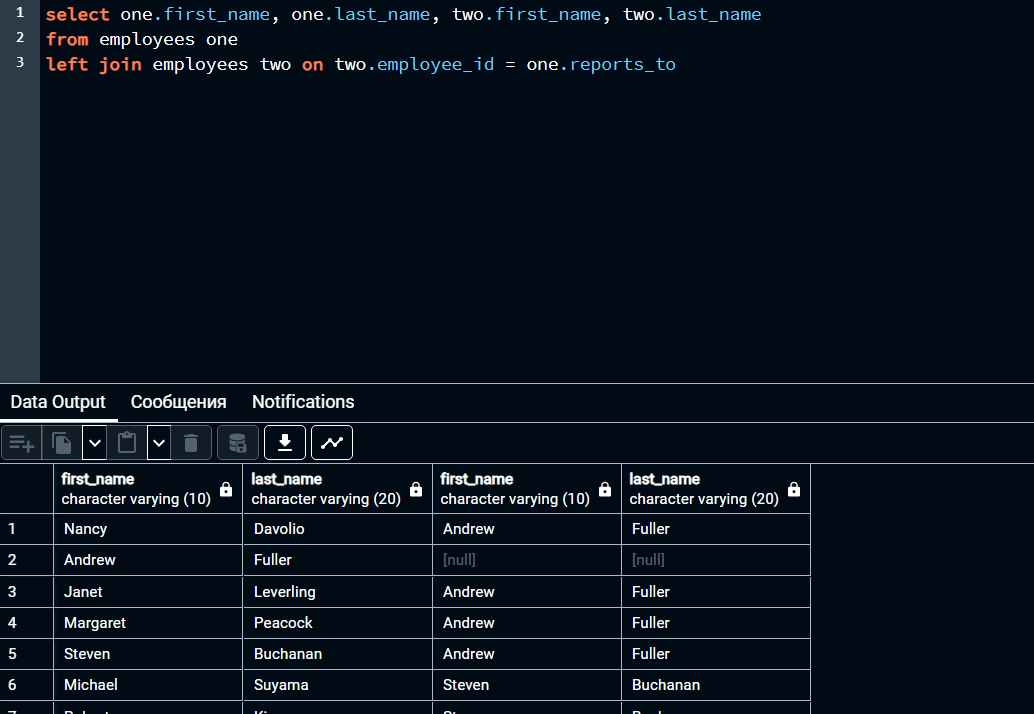 1 select one.first_name, one.last_name, two.first_name, two.last_name
2 from employees one
3 left join employees two on two.employee_id = one.reports_to
Data Output Сообщения Notifications
first_name last_name first_name last_name
character varying (10) character varying (20) character varying (10) character varying (20)
1 Nancy Davolio Andrew Fuller
2 Andrew Fuller [null] [null]
3 Janet Leverling Andrew Fuller
4 Margaret Peacock Andrew Fuller
5 Steven Buchanan Andrew Fuller
6 Michael Suyama Steven Buchanan